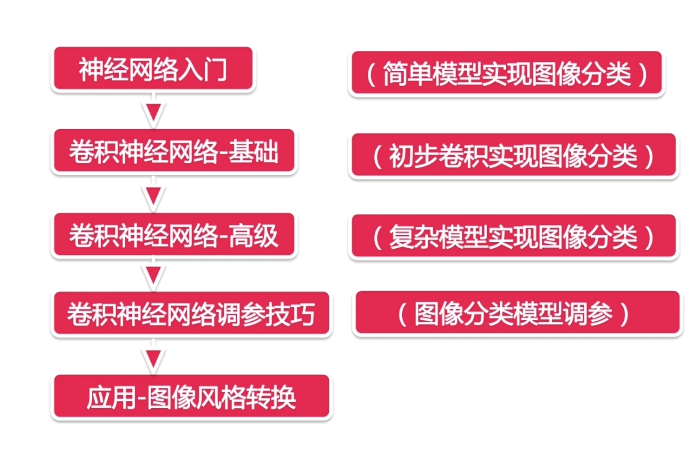 神经网络入门
（简单模型实现图像分类）
卷积神经网络-基础
（初步卷积实现图像分类）
卷积神经网络-高级
（复杂模型实现图像分类）
卷积神经网络调参技巧
（图像分类模型调参）
应用-图像风格转换